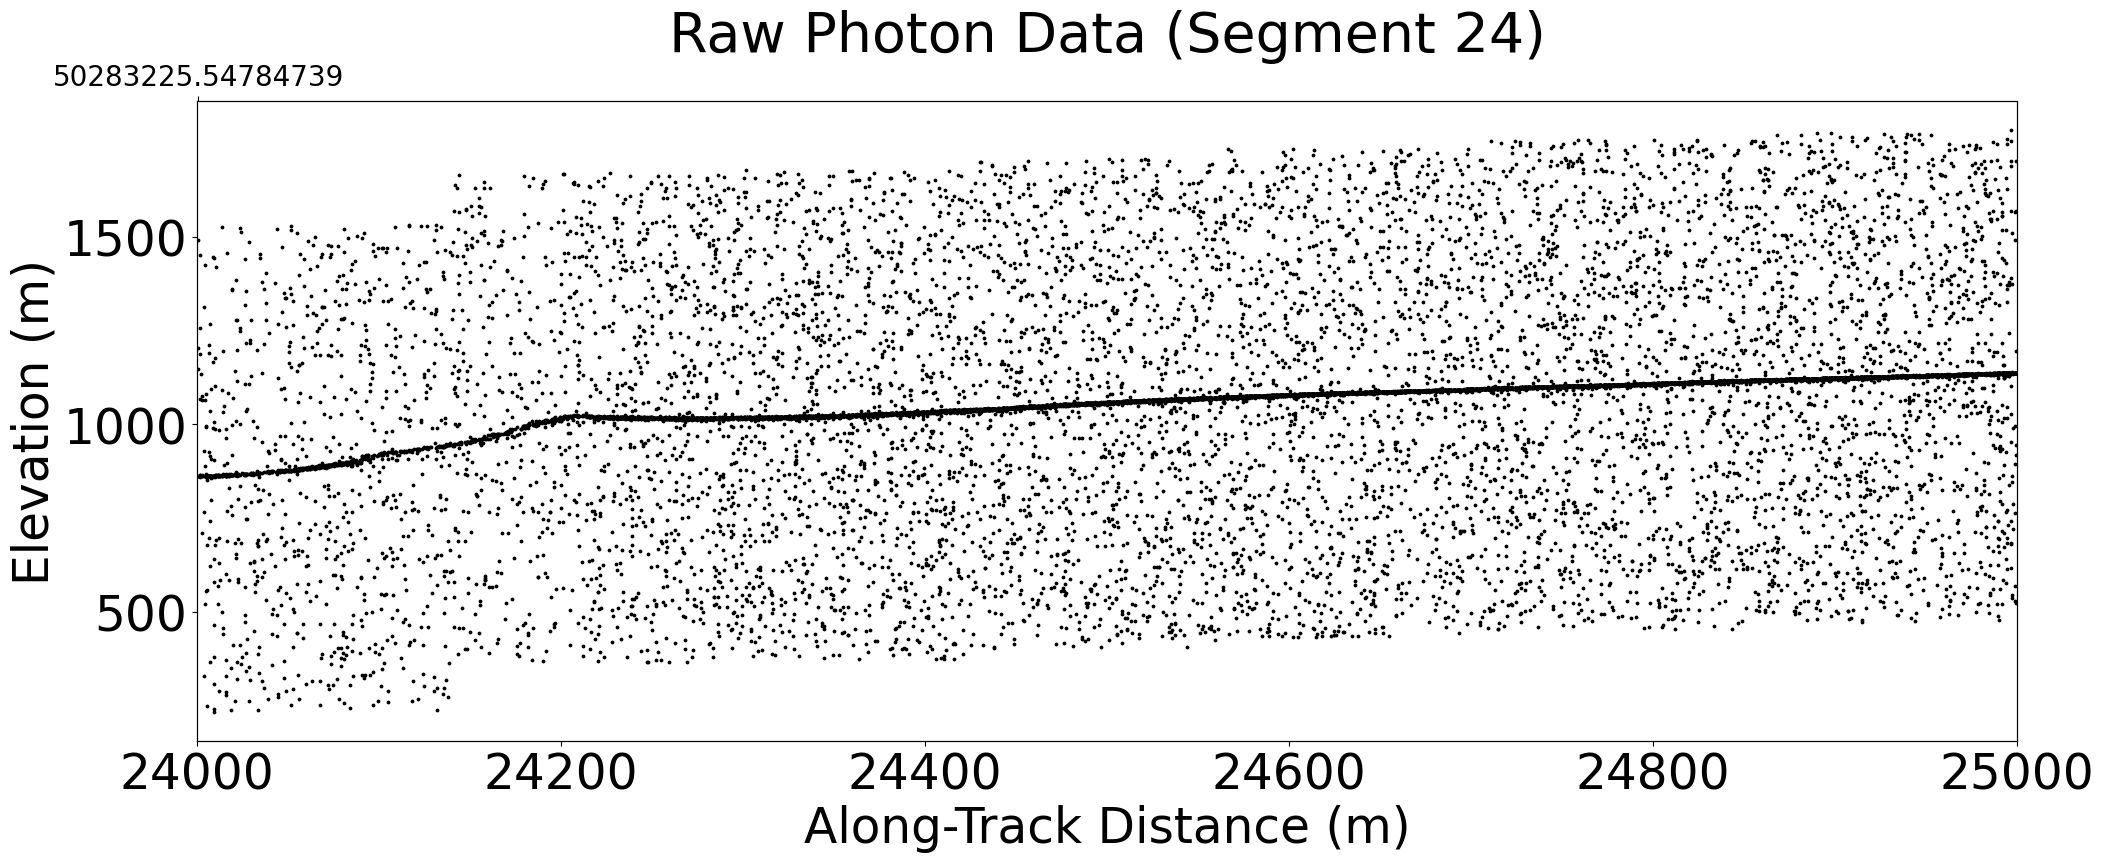 Raw Photon Data (Segment 24)
50283225.54784739
1500
1000
500
Elevation (m)
24000 24200 24400 24600 24800 25000
Along-Track Distance (m)